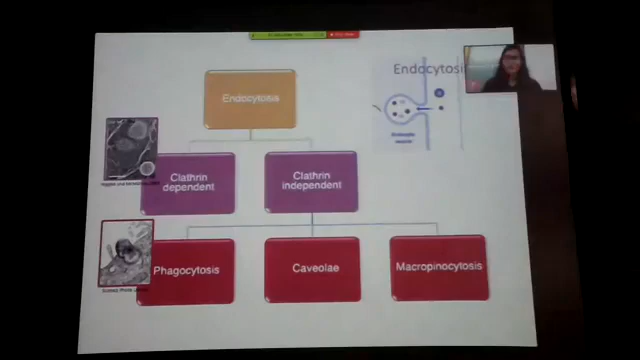 Endocytosis
Endocytosis
Clathrin
dependent
Clathrin
independent
Phagocytosis
Caveolae
Macropinocytosis